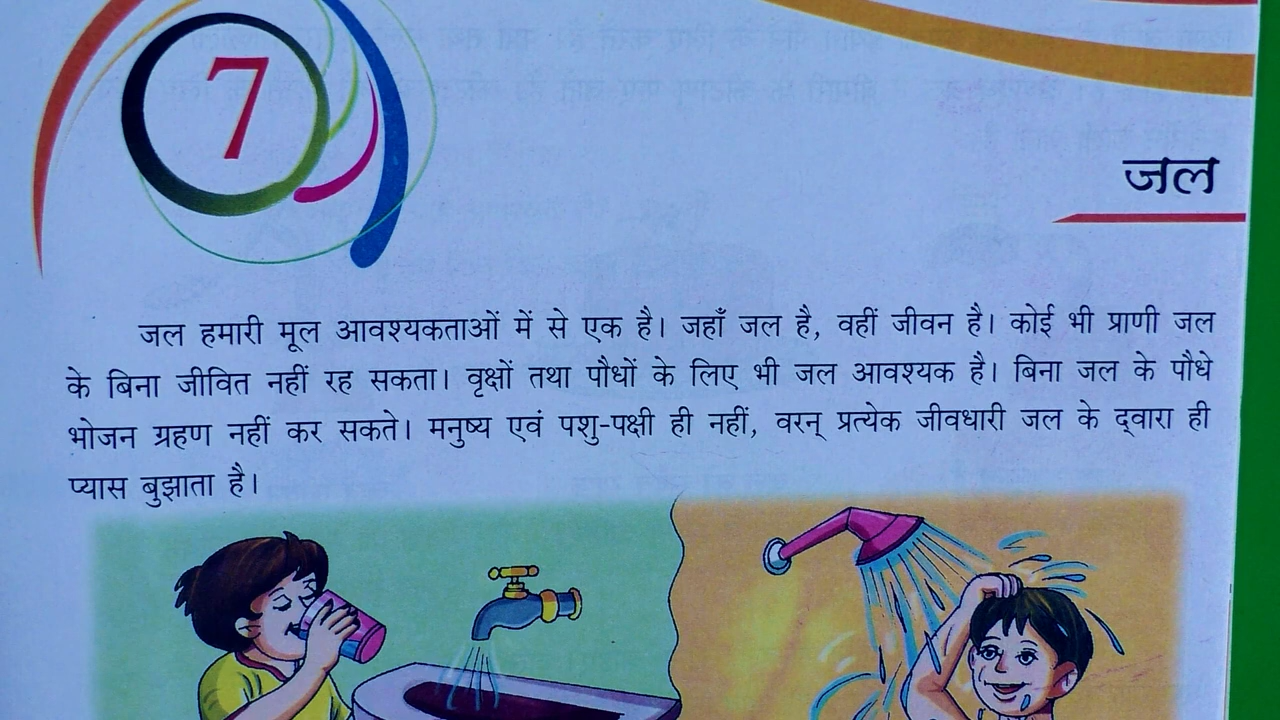 7
जल
जल हमारी मूल आवश्यकताओं में से एक है। जहाँ जल है, वहीं जीवन है। कोई भी प्राणी जल
के बिना जीवित नहीं रह सकता। वृक्षों तथा पौधों के लिए भी जल आवश्यक है। बिना जल के पौधे
भोजन ग्रहण नहीं कर सकते। मनुष्य एवं पशु-पक्षी ही नहीं, वरन् प्रत्येक जीवधारी जल के द्‌वारा ही
प्यास बुझाता है।